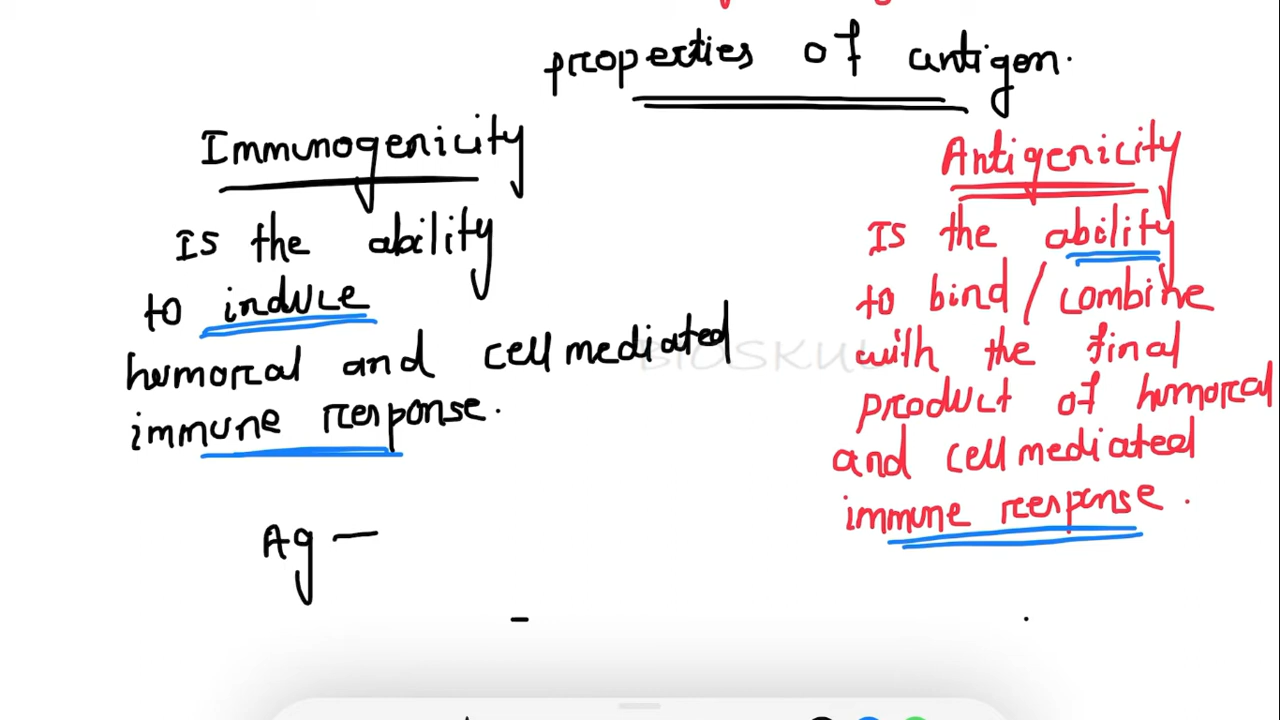 properties of antigen.
Immunogenicity
Is the ability
to induce
humoral and cell mediated
immune response.
Ag —
Antigenicity
Is the ability
to bind / combine
with the final
product of humoral
and cell mediated
immune response.
BIOSKUL